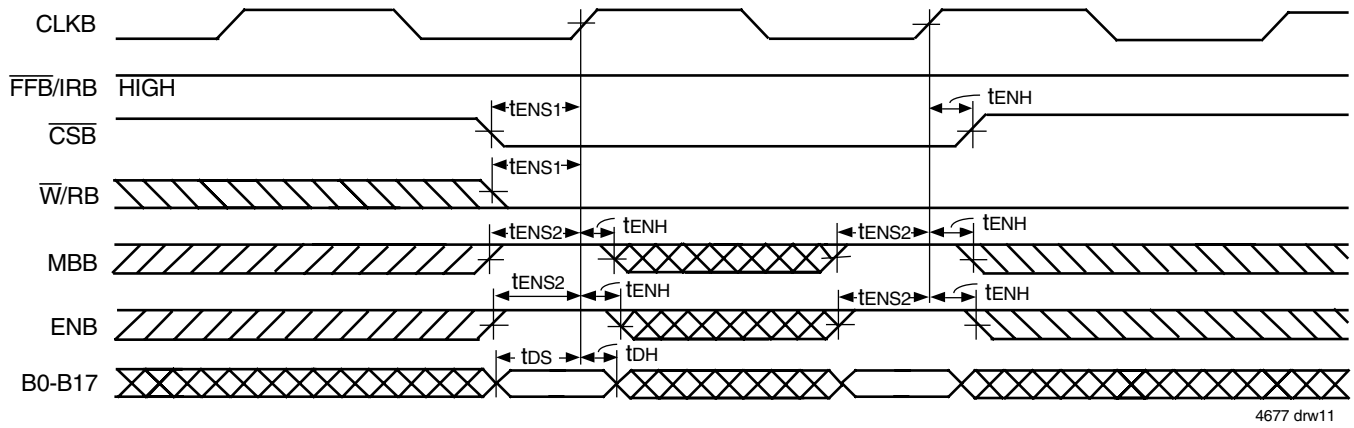 CLKB
FFB/IRB HIGH
tENS1 tENH
CSB
tENS1
W/RB
tENS2 tENH tENS2 tENH
MBB
tENS2 tENH tENS2 tENH
ENB
tDS tDH
B0-B17
4677 drw11